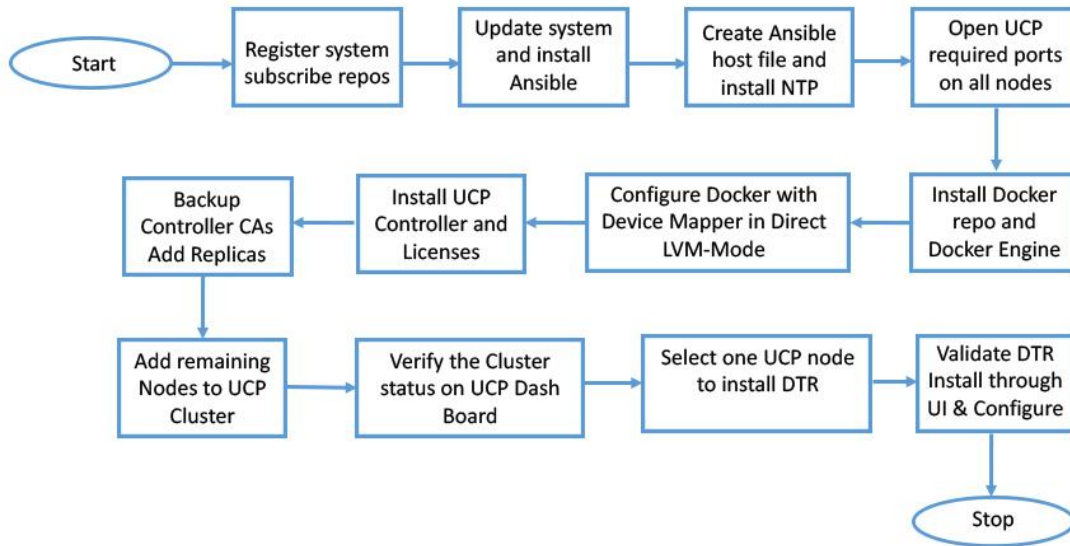 Start
Register system
subscribe repos
Update system
and install
Ansible
Create Ansible
host file and
install NTP
Open UCP
required ports
on all nodes
Install Docker
repo and
Docker Engine
Configure Docker with
Device Mapper in Direct
LVM-Mode
Install UCP
Controller and
Licenses
Backup
Controller CAs
Add Replicas
Add remaining
Nodes to UCP
Cluster
Verify the Cluster
status on UCP Dash
Board
Select one UCP node
to install DTR
Validate DTR
Install through
UI & Configure
Stop